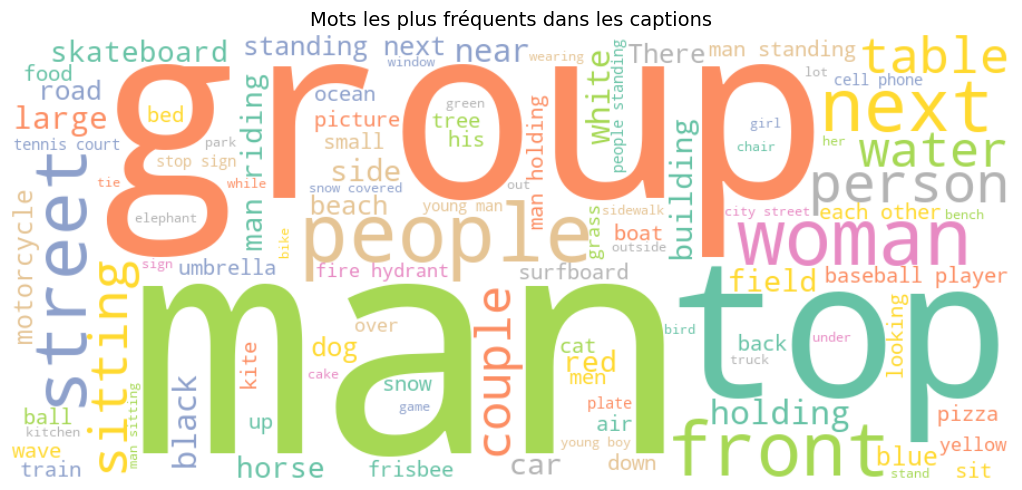 Mots les plus fréquents dans les captions
skateboard
standing next
near
wearing
window
There
man standing
table
food
road
large
bed
man riding
ocean
picture
small
green
tree
his
white
people standing
lot
cell phone
next
girl
chair
her
water
group
tennis court
park
stop sign
tie
while
side
snow covered
out
man holding
building
person
street
motorcycle
elephant
beach
young man
people
grass
sidewalk
boat
outside
city street
each other
bench
woman
sign
umbrella
bike
fire hydrant
surfboard
field
baseball player
sitting
man
top
over
couple
dog
kite
cake
snow
game
cat
red
men
bird
back
truck
under
looking
ball
kitchen
man sitting
black
up
plate
air
young boy
holding
front
pizza
yellow
wave
train
horse
frisbee
car
down
blue
stand
sit